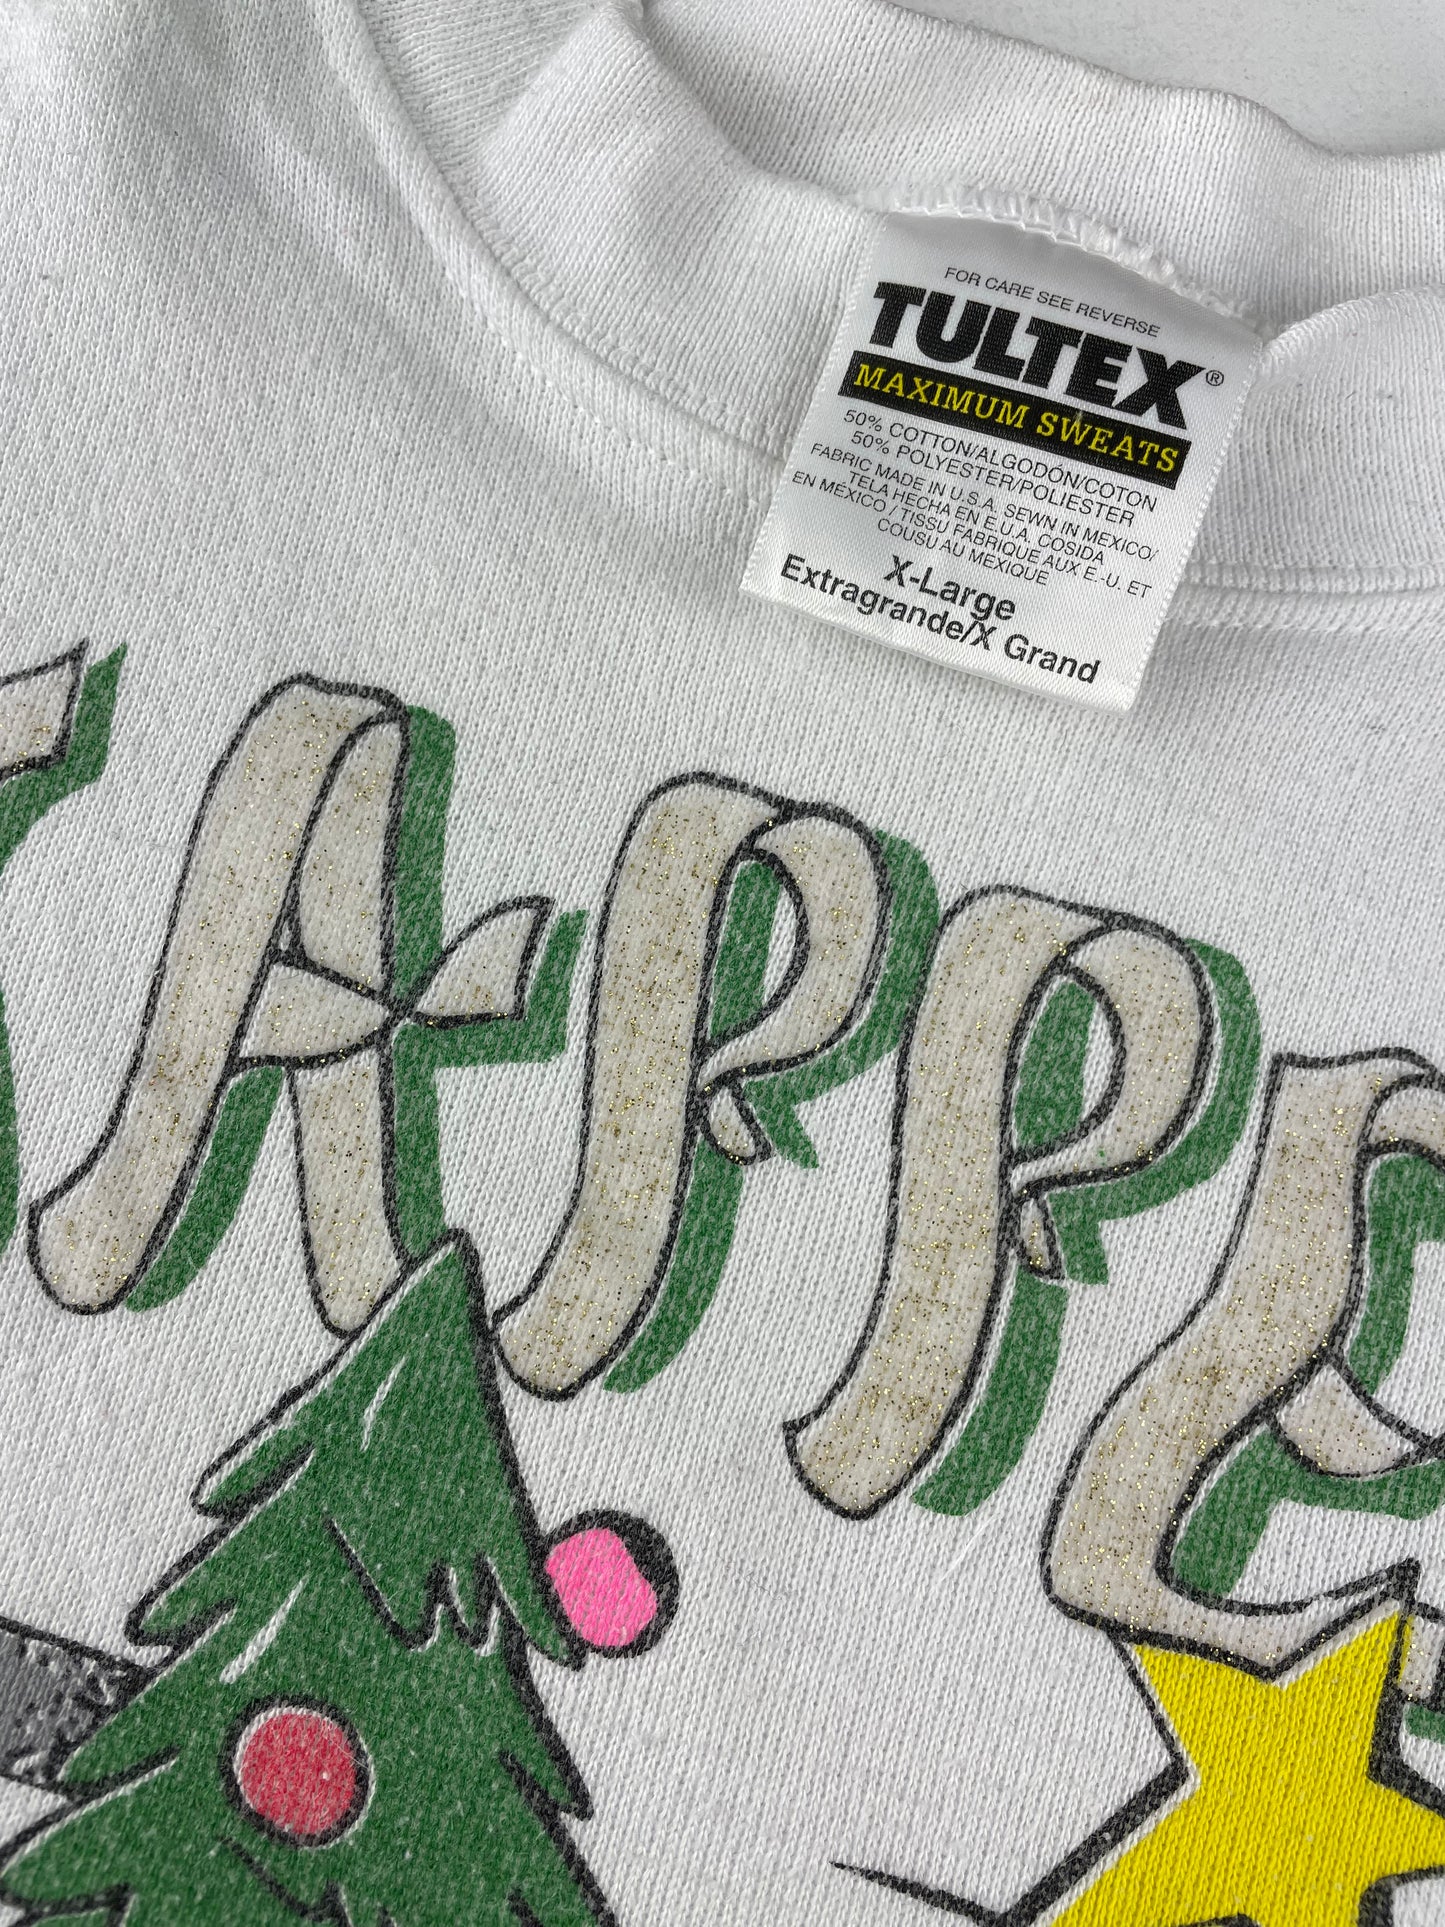 FOR CARE SEE REVERSE
TULTEX®
MAXIMUM SWEATS
50% COTTON/ALGODÓN/COTON
50% POLYESTER/POLIESTER
FABRIC MADE IN U.S.A. SEWN IN MEXICO/
TELA HECHA EN E.U.A. COSIDA
EN MÉXICO / TISSU FABRIQUE AUX E.-U. ET
COUSU AU MEXIQUE
X-Large
Extragrande/X Grand